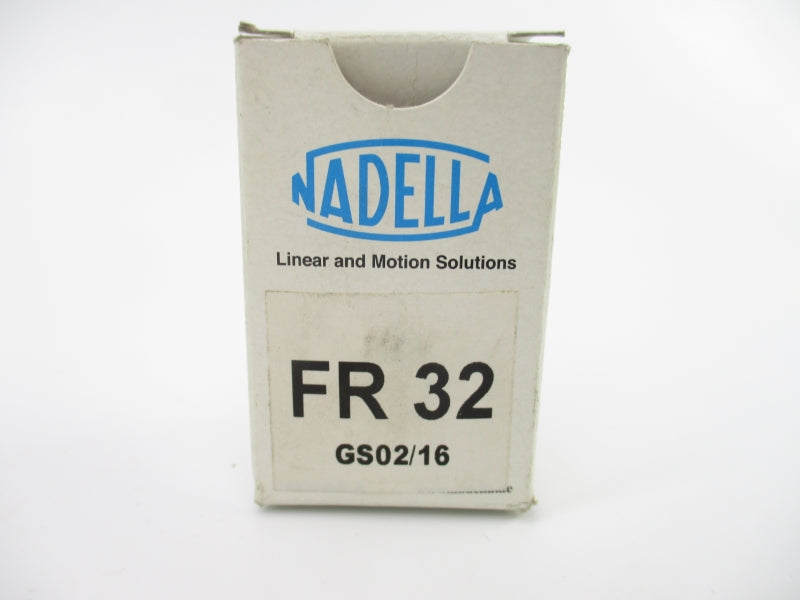 NADELLA
Linear and Motion Solutions
FR 32
GS02/16